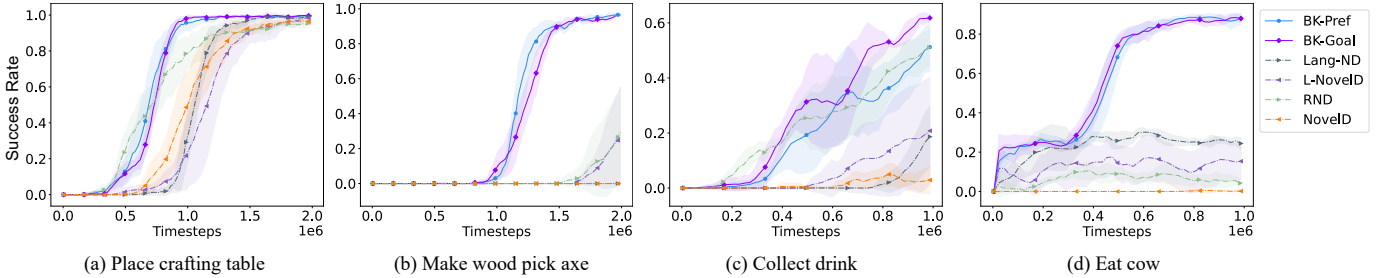 Success Rate
1.0
0.8
0.6
0.4
0.2
0.0
0.0
0.5
1.0
1.5
2.0
Timesteps
1e6
(a) Place crafting table
1.0
0.8
0.6
0.4
0.2
0.0
0.0
0.5
1.0
1.5
2.0
Timesteps
1e6
(b) Make wood pick axe
0.6
0.4
0.2
0.0
0.0
0.2
0.4
0.6
0.8
1.0
Timesteps
1e6
(c) Collect drink
0.8
0.6
0.4
0.2
0.0
0.0
0.2
0.4
0.6
0.8
1.0
Timesteps
1e6
(d) Eat cow
BK-Pref
BK-Goal
Lang-ND
L-NovelD
RND
NovelD